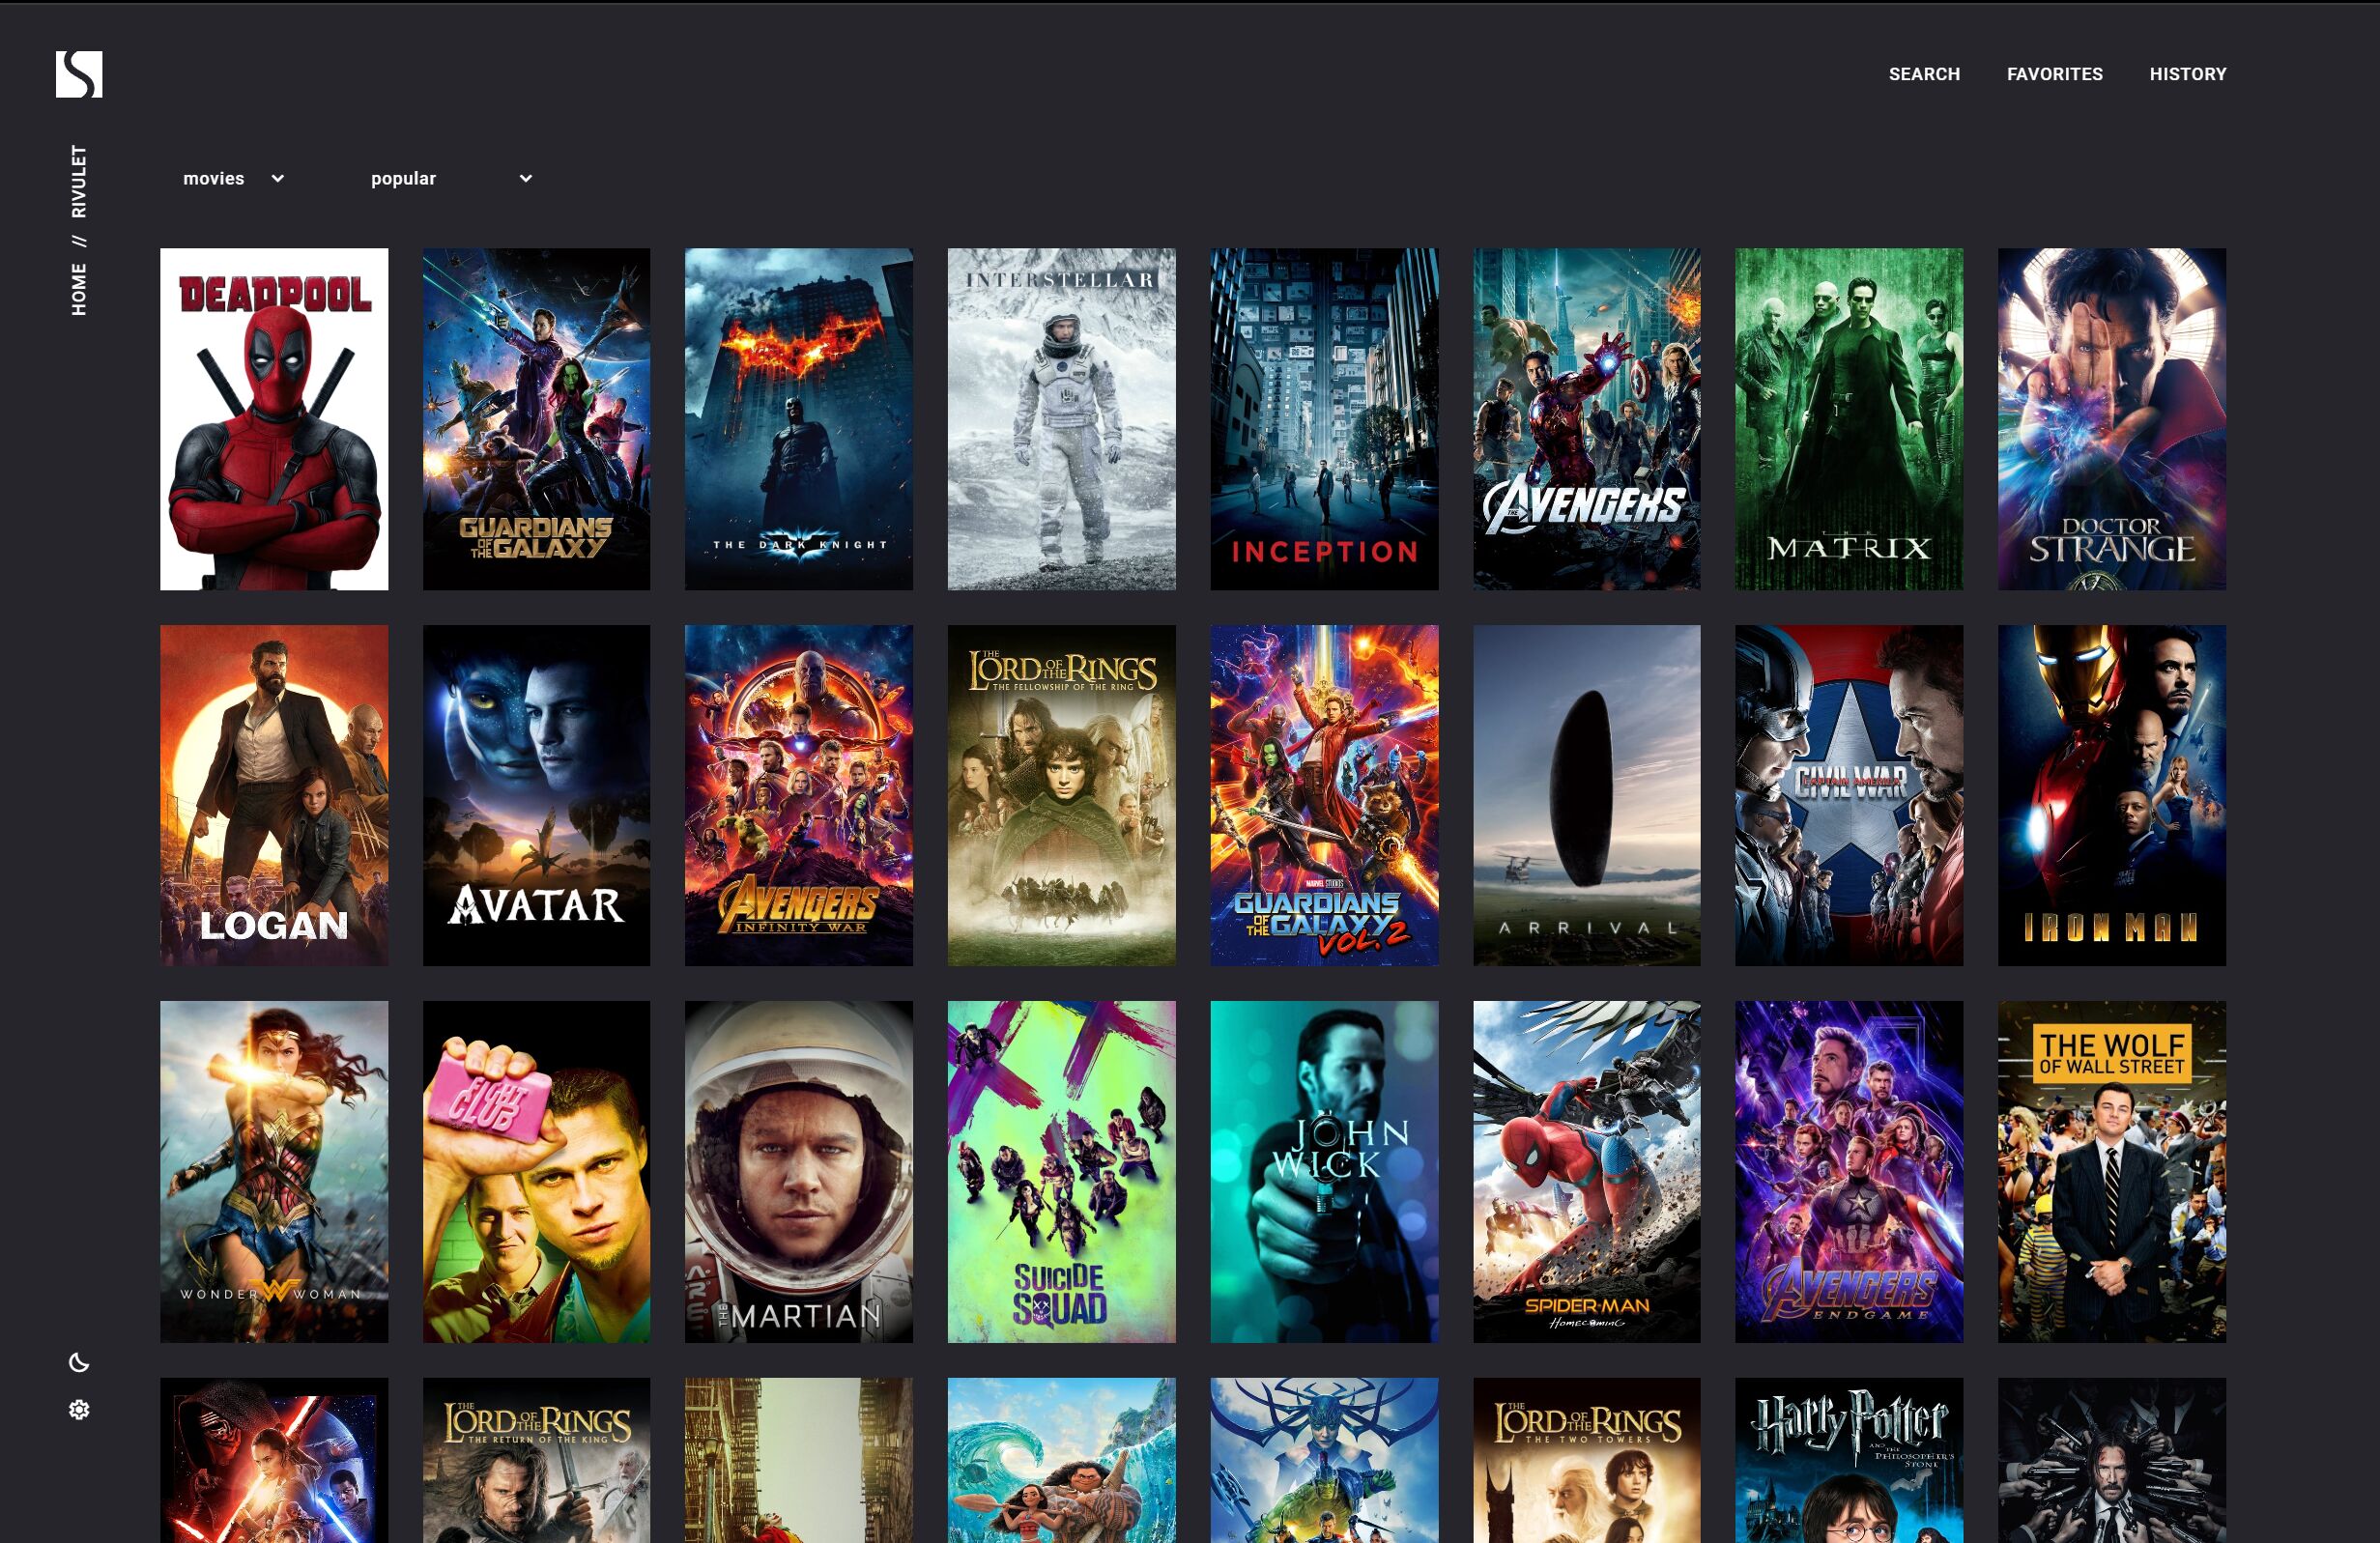 SEARCH FAVORITES HISTORY
HOME // RIVULET
movies popular
DEADPOOL
GUARDIANS
OF THE GALAXY
THE DARK KNIGHT
INTERSTELLAR
INCEPTION
THE AVENGERS
MATRIX
DOCTOR
STRANGE
LOGAN
AVATAR
AVENGERS
INFINITY WAR
THE LORD OF THE RINGS
THE FELLOWSHIP OF THE RING
MARVEL STUDIOS
GUARDIANS
OF THE GALAXY
VOL. 2
ARRIVAL
CAPTAIN AMERICA
CIVIL WAR
IRON MAN
WONDER WOMAN
FIGHT
CLUB
THE MARTIAN
SUICIDE
SQUAD
JOHN
WICK
SPIDER-MAN
HOMECOMING
AVENGERS
ENDGAME
THE WOLF
OF WALL STREET
THE LORD OF THE RINGS
THE RETURN OF THE KING
THE LORD OF THE RINGS
THE TWO TOWERS
Harry Potter
AND THE
PHILOSOPHER'S
STONE